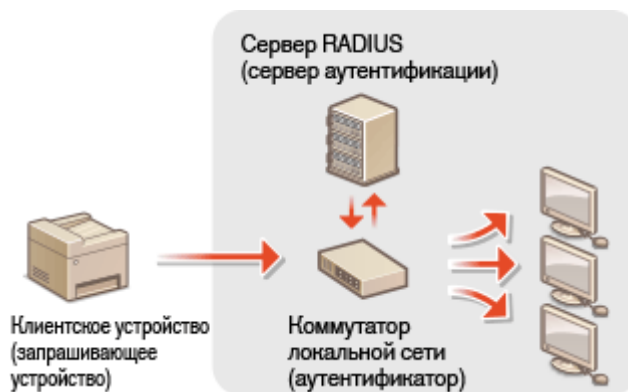 Сервер RADIUS
(сервер аутентификации)
Клиентское устройство
(запрашивающее
устройство)
Коммутатор
локальной сети
(аутентификатор)